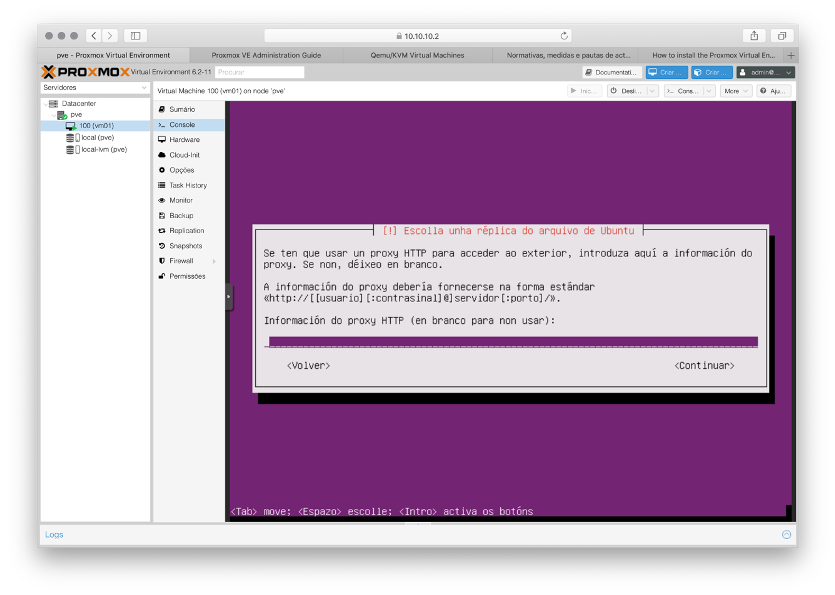 10.10.10.2
pve - Proxmox Virtual Environment
Proxmox VE Administration Guide
Qemu/KVM Virtual Machines
Normativas, medidas e pautas de act...
How to install the Proxmox Virtual En...
PROXMOX Virtual Environment 6.2-11
Procurar
Documentati...
Criar ...
Criar ...
admin@...
Servidores
Virtual Machine 100 (vm01) on node 'pve'
Inic...
Desli...
Cons...
More
Aju...
Datacenter
pve
100 (vm01)
local (pve)
local-lvm (pve)
Sumário
Console
Hardware
Cloud-Init
Opções
Task History
Monitor
Backup
Replication
Snapshots
Firewall
Permissões
[!] Escolla unha réplica do arquivo de Ubuntu
Se ten que usar un proxy HTTP para acceder ao exterior, introduza aquí a información do
proxy. Se non, déixeo en branco.
A información do proxy debería fornecerse na forma estándar
«http://[[usuario][:contrasinal]@]servidor[:porto]/».
Información do proxy HTTP (en branco para non usar):
<Volver>
<Continuar>
<Tab> move; <Espazo> escolle; <Intro> activa os botóns
Logs